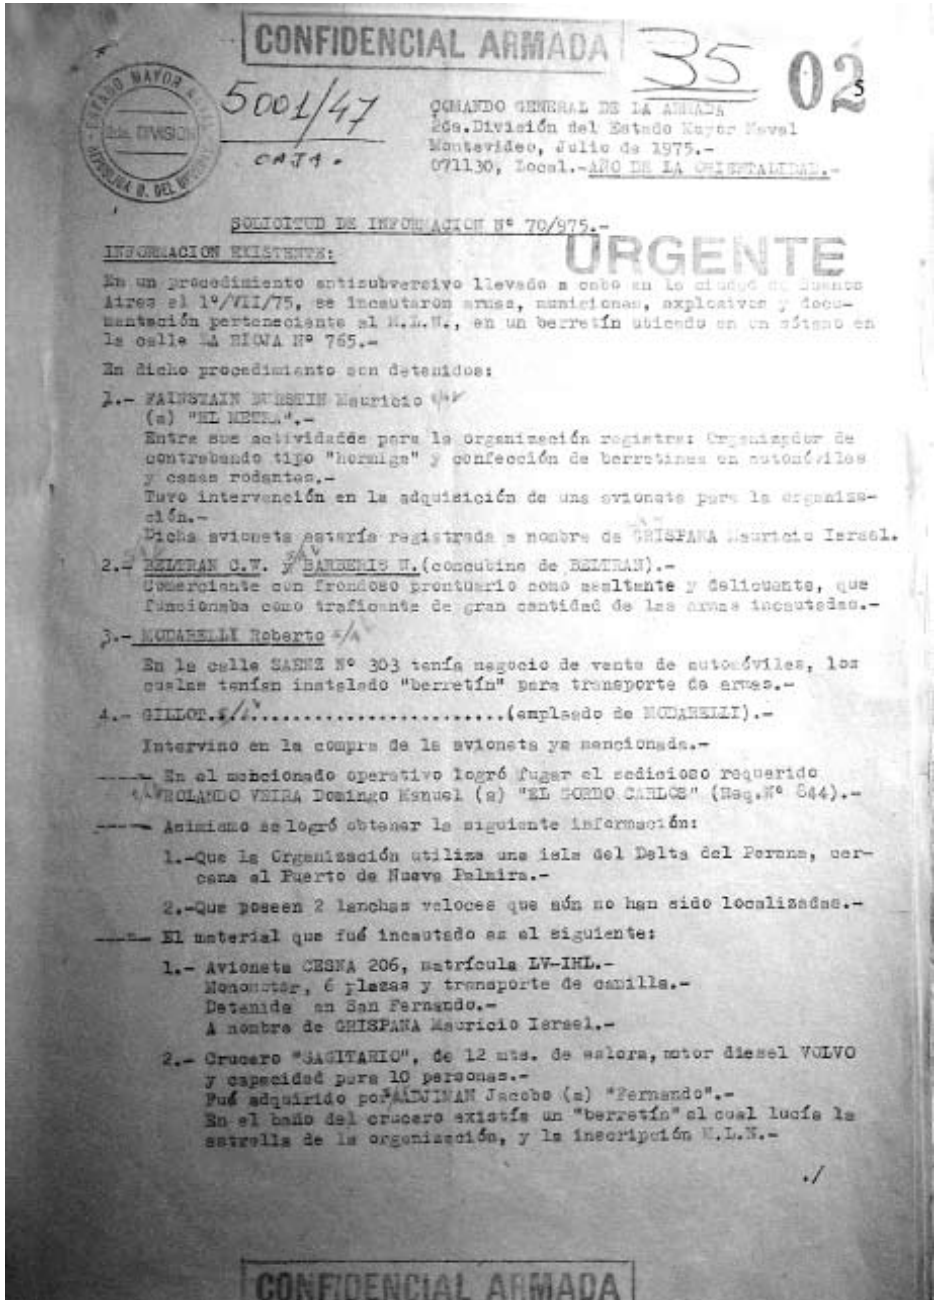 CONFIDENCIAL ARMADA
35
02
5
ESTADO MAYOR
2da. DIVISION
REPUBLICA O. DEL
5001/47
CAJA.
COMANDO GENERAL DE LA ARMADA
2da.División del Estado Mayor Naval
Montevideo, Julio de 1975.-
071130, Local.-AÑO DE LA ORIENTALIDAD.-
SOLICITUD DE INFORMACION Nº 70/975.-
URGENTE
INFORMACION EXISTENTE:
En un procedimiento antisubversivo llevado a cabo en la ciudad de Buenos
Aires el 1º/VII/75, se incautaron armas, municiones, explosivos y docu-
mentación perteneciente al M.L.N., en un berretín ubicado en un sótano en
la calle LA RIOJA Nº 765.-
En dicho procedimiento son detenidos:
1.- FAINSTAIN BURSTIN Mauricio
(a) "EL METRA".-
Entre sus actividades para la organización registra: Organizador de
contrabando tipo "hormiga" y confección de berretines en automóviles
y casas rodantes.-
Tuvo intervención en la adquisición de una avioneta para la organiza-
ción.-
Dicha avioneta estaría registrada a nombre de GRISPANA Mauricio Israel.
2.- BELTRAN C.W. y BARBERIS W.(concubina de BELTRAN).-
Comerciante con frondoso prontuario como asaltante y delicuente, que
funcionaba como traficante de gran cantidad de las armas incautadas.-
3.- MODARELLI Roberto
En la calle SAENZ Nº 303 tenía negocio de venta de automóviles, los
cuales tenían instalado "berretín" para transporte de armas.-
4.- GILLOT..............................(empleado de MODARELLI).-
Intervino en la compra de la avioneta ya mencionada.-
----- En el mencionado operativo logró fugar el sedicioso requerido
ROLANDO VEIRA Domingo Manuel (a) "EL GORDO CARLOS" (Req.Nº 844).-
----- Asimismo se logró obtener la siguiente información:
1.-Que la Organización utiliza una isla del Delta del Parana, cer-
cana al Puerto de Nueva Palmira.-
2.-Que poseen 2 lanchas veloces que aún no han sido localizadas.-
----- El material que fué incautado es el siguiente:
1.- Avioneta CESNA 206, matrícula LV-IHL.-
Monomotor, 6 plazas y transporte de camilla.-
Detenida en San Fernando.-
A nombre de GRISPANA Mauricio Israel.-
2.- Crucero "SAGITARIO", de 12 mts. de eslora, motor diesel VOLVO
y capacidad para 10 personas.-
Fué adquirido por AADJIMAN Jacobo (a) "Fernando".-
En el baño del crucero existía un "berretín" el cual lucía la
estrella de la organización, y la inscripción M.L.N.-
./
CONFIDENCIAL ARMADA